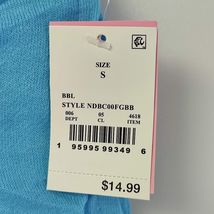 SIZE
S
BBL
STYLE NDBC00FGBB
006 05 4618
DEPT CL ITEM
1 95995 99349 6
$14.99